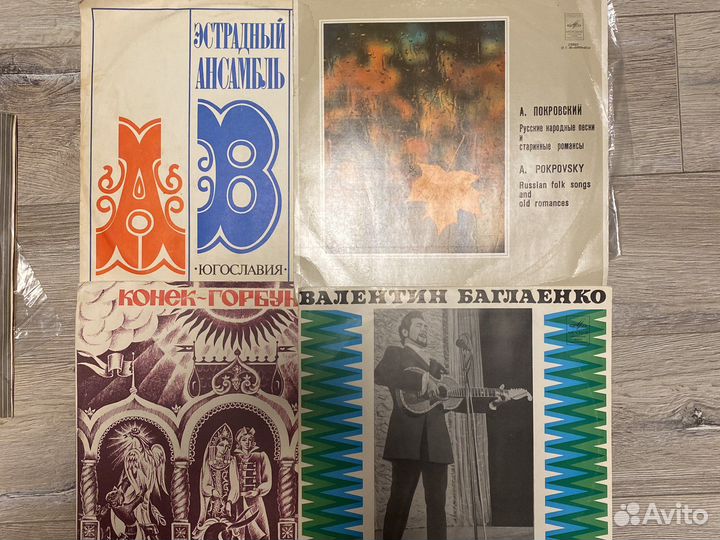 ЭСТРАДНЫЙ
АНСАМБЛЬ
АВ
·ЮГОСЛАВИЯ·
А. ПОКРОВСКИЙ
Русские народные песни
и
старинные романсы
A. POKPOVSKY
Russian folk songs
and
old romances
КОНЕК-ГОРБУН
ВАЛЕНТИН БАГЛАЕНКО
Avito